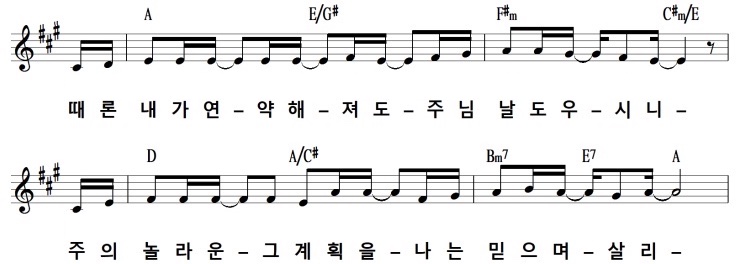 A E/G# F#m C#m/E
때 론 내 가 연 – 약 해 – 져 도 – 주 님 날 도 우 – 시 니 –
D A/C# Bm7 E7 A
주 의 놀 라 운 – 그 계 획 을 – 나 는 믿 으 며 – 살 리 –